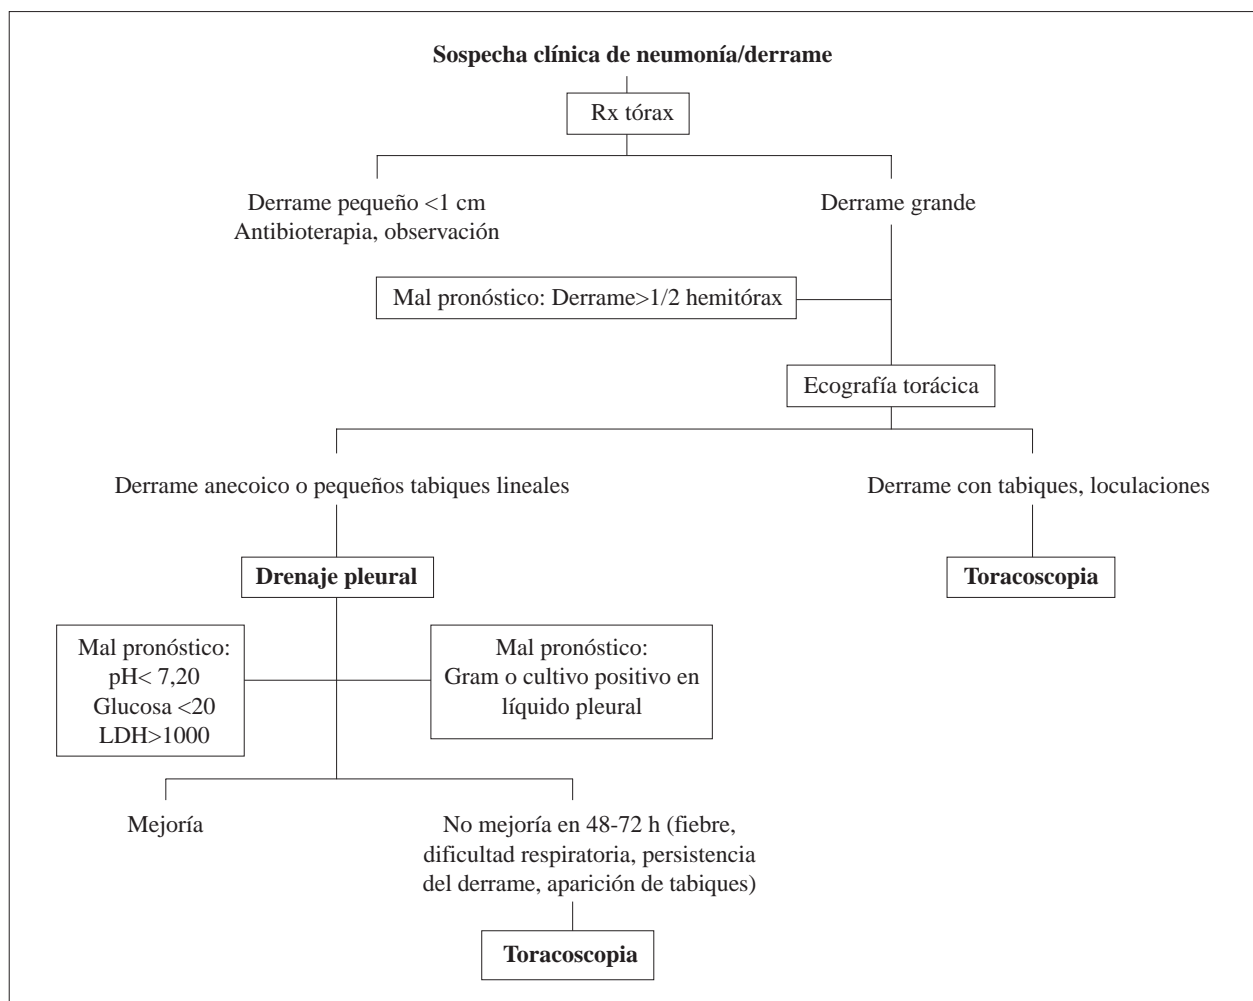 Sospecha clínica de neumonía/derrame
Rx tórax
Derrame pequeño <1 cm
Antibioterapia, observación
Derrame grande
Mal pronóstico: Derrame>1/2 hemitórax
Ecografía torácica
Derrame anecoico o pequeños tabiques lineales
Derrame con tabiques, loculaciones
Drenaje pleural
Toracoscopia
Mal pronóstico:
pH< 7,20
Glucosa <20
LDH>1000
Mal pronóstico:
Gram o cultivo positivo en
líquido pleural
Mejoría
No mejoría en 48-72 h (fiebre,
dificultad respiratoria, persistencia
del derrame, aparición de tabiques)
Toracoscopia